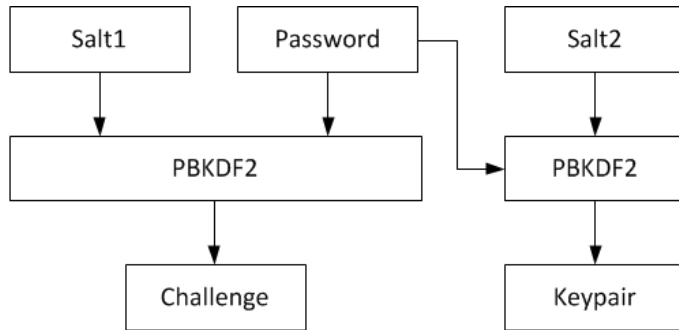 Salt1
Password
Salt2
PBKDF2
PBKDF2
Challenge
Keypair